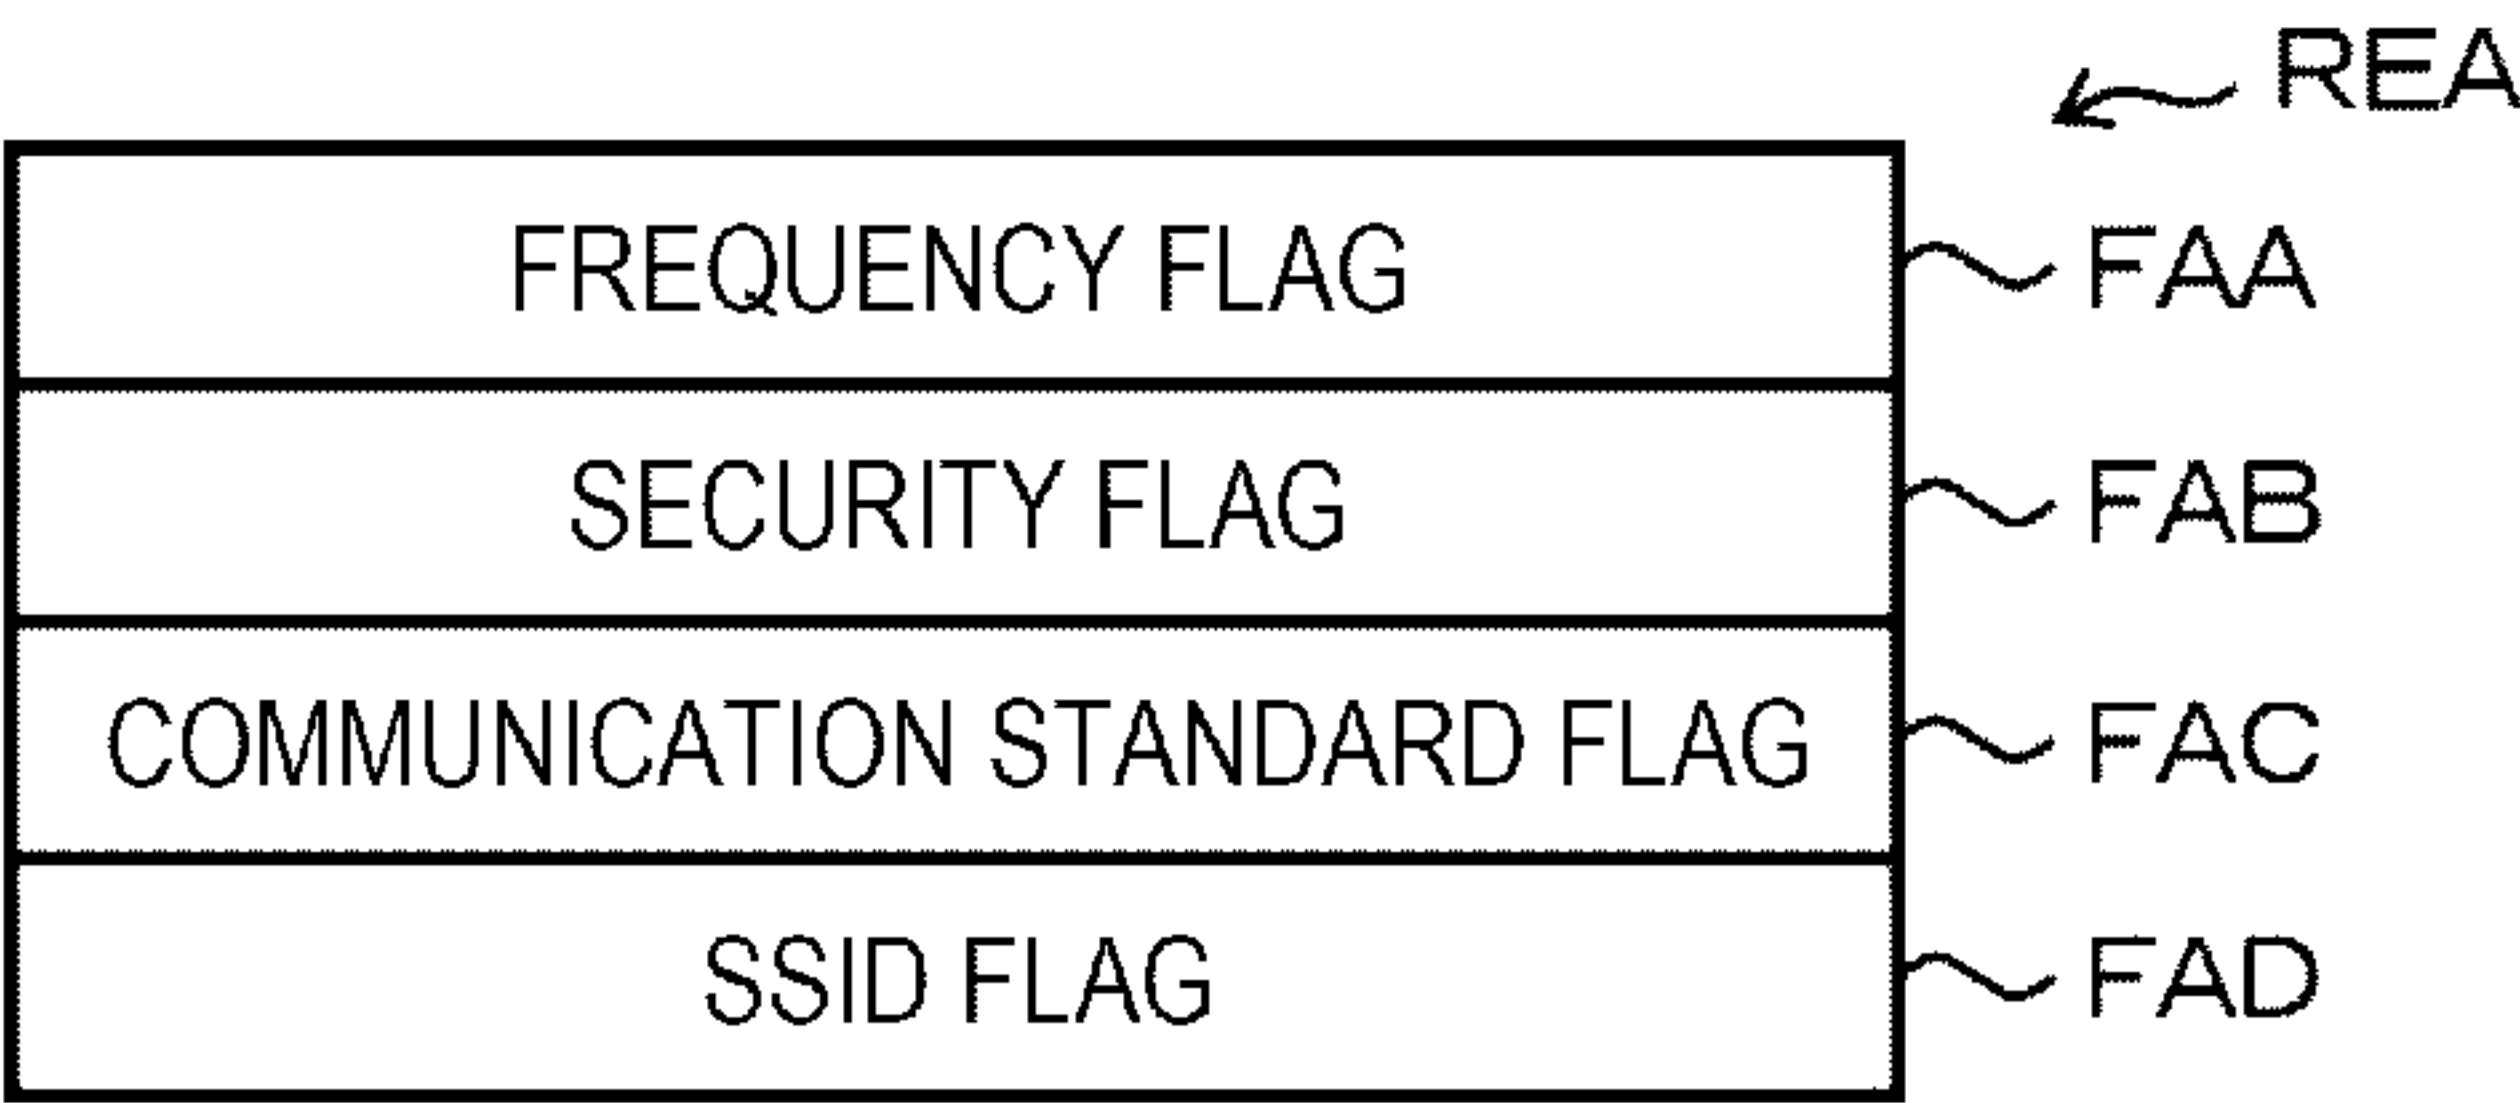 REA
FREQUENCY FLAG FAA
SECURITY FLAG FAB
COMMUNICATION STANDARD FLAG FAC
SSID FLAG FAD